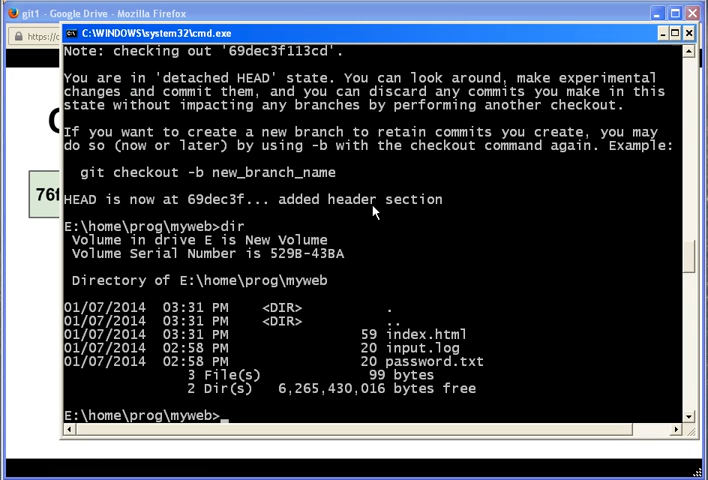 git1 - Google Drive - Mozilla Firefox
C:\WINDOWS\system32\cmd.exe
https://c
Note: checking out '69dec3f113cd'.
You are in 'detached HEAD' state. You can look around, make experimental
changes and commit them, and you can discard any commits you make in this
state without impacting any branches by performing another checkout.
If you want to create a new branch to retain commits you create, you may
do so (now or later) by using -b with the checkout command again. Example:
git checkout -b new_branch_name
HEAD is now at 69dec3f... added header section
E:\home\prog\myweb>dir
Volume in drive E is New Volume
Volume Serial Number is 529B-43BA
Directory of E:\home\prog\myweb
01/07/2014 03:31 PM <DIR> .
01/07/2014 03:31 PM <DIR> ..
01/07/2014 03:31 PM 59 index.html
01/07/2014 02:58 PM 20 input.log
01/07/2014 02:58 PM 20 password.txt
3 File(s) 99 bytes
2 Dir(s) 6,265,430,016 bytes free
E:\home\prog\myweb>_